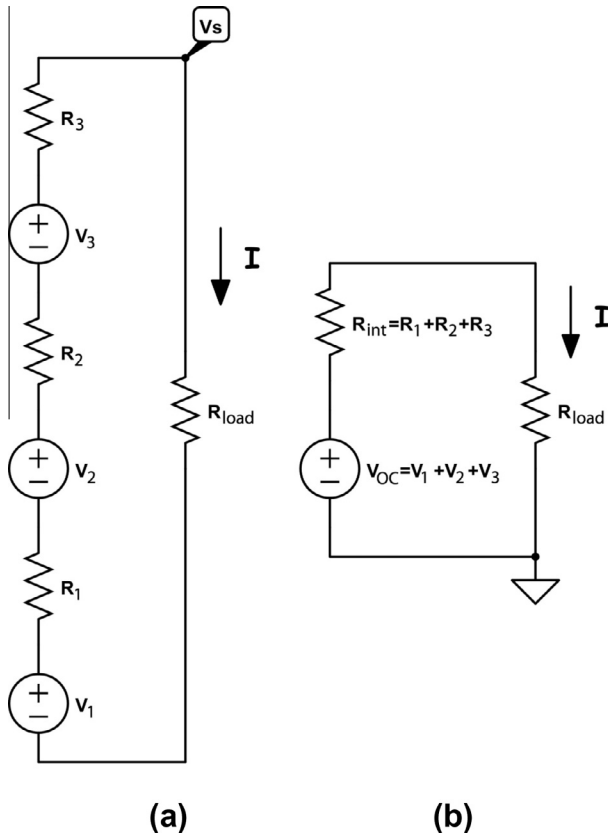 Vs
R3
+
−
V3
I
R2
+
−
V2
Rload
R1
+
−
V1
(a)
I
Rint=R1+R2+R3
Rload
+
−
VOC=V1+V2+V3
(b)